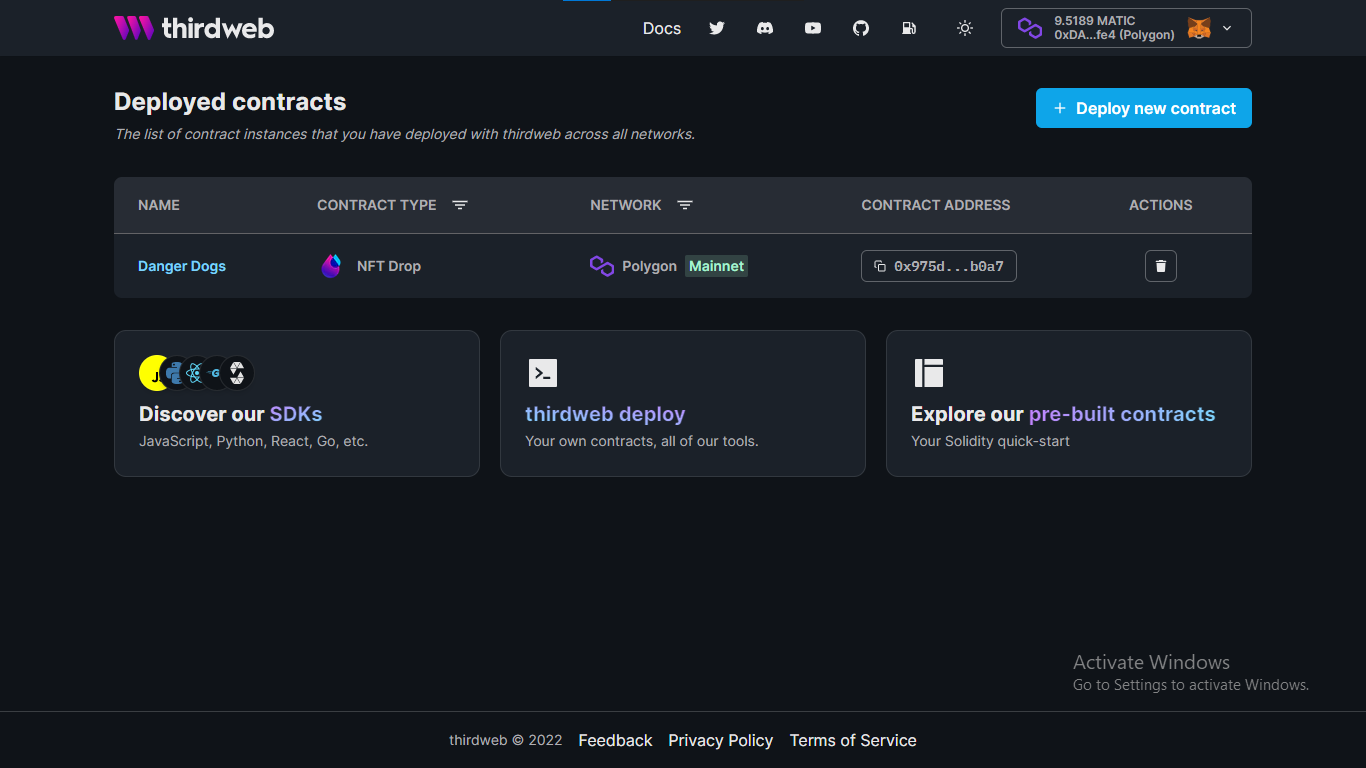 thirdweb
Docs
9.5189 MATIC
0xDA...fe4 (Polygon)
Deployed contracts
The list of contract instances that you have deployed with thirdweb across all networks.
+ Deploy new contract
NAME CONTRACT TYPE NETWORK CONTRACT ADDRESS ACTIONS
Danger Dogs NFT Drop Polygon Mainnet 0x975d...b0a7
Discover our SDKs
JavaScript, Python, React, Go, etc.
thirdweb deploy
Your own contracts, all of our tools.
Explore our pre-built contracts
Your Solidity quick-start
Activate Windows
Go to Settings to activate Windows.
thirdweb © 2022 Feedback Privacy Policy Terms of Service